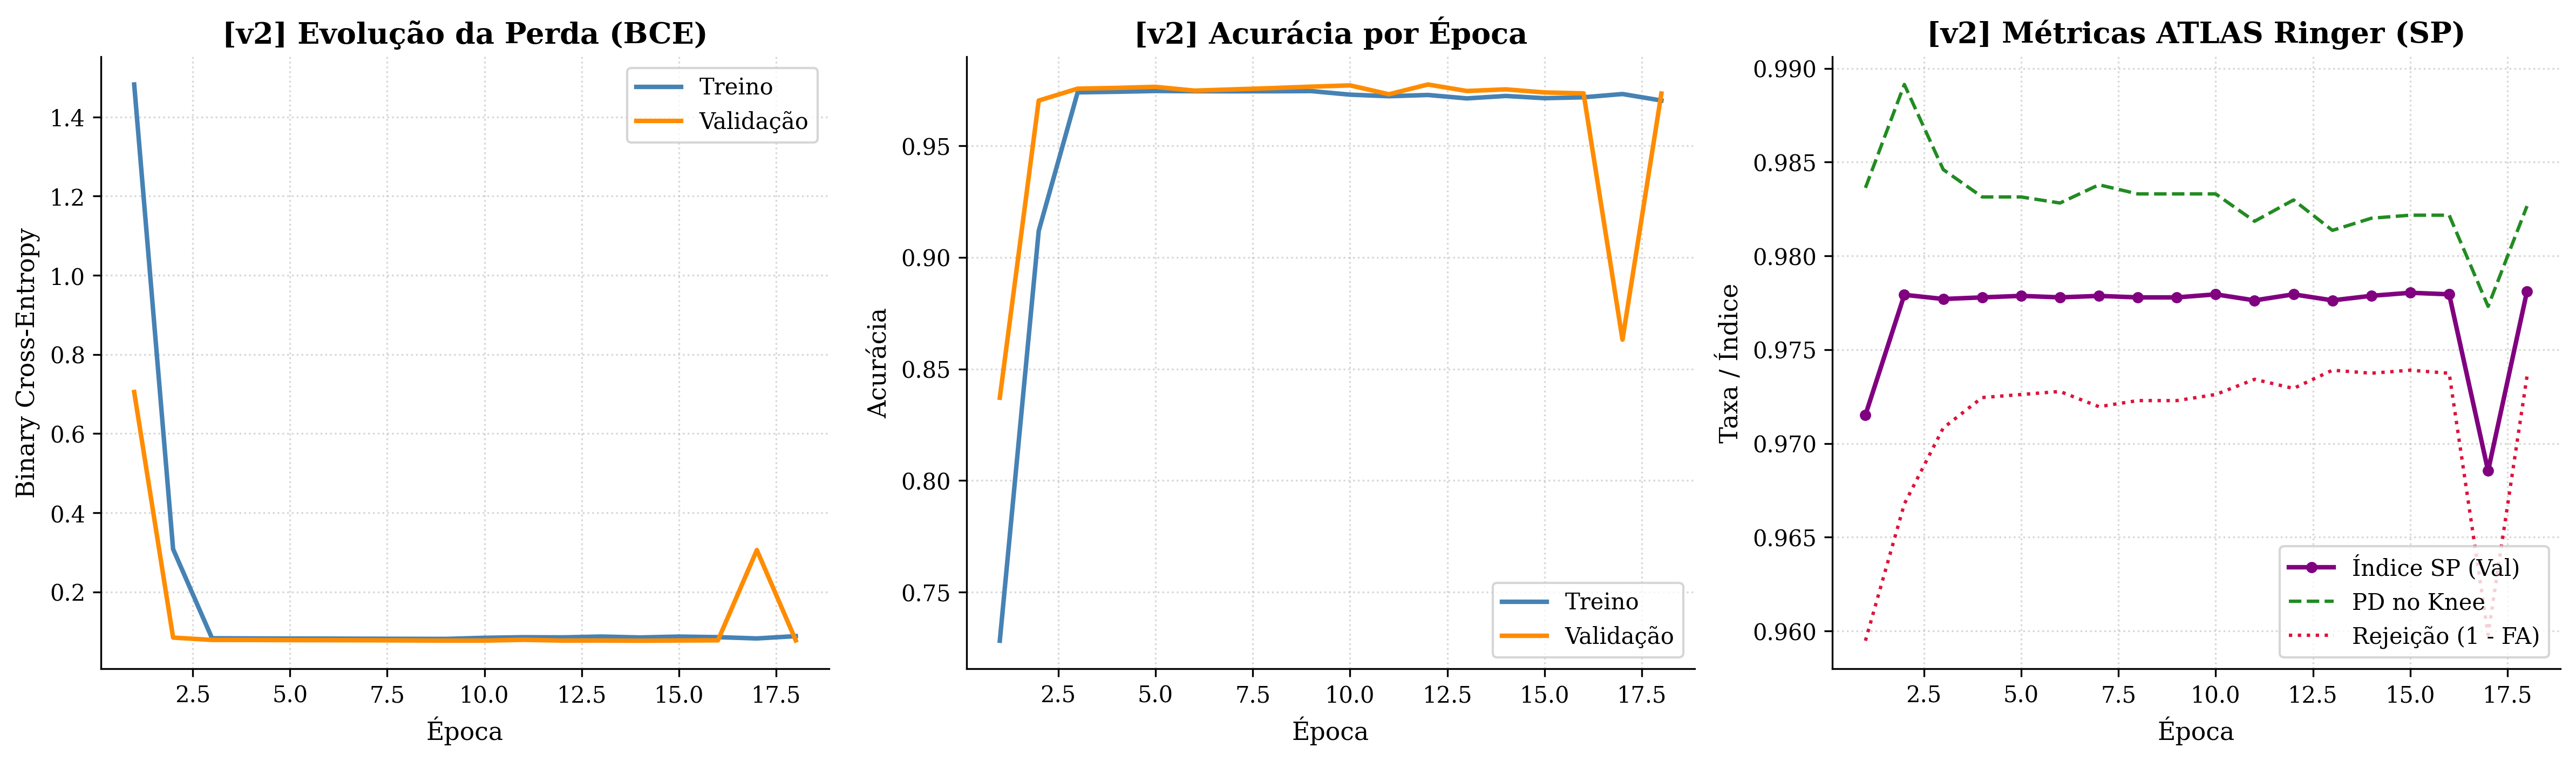 [v2] Evolução da Perda (BCE)
Treino
Validação
1.4
1.2
1.0
0.8
0.6
0.4
0.2
Binary Cross-Entropy
2.5 5.0 7.5 10.0 12.5 15.0 17.5
Época
[v2] Acurácia por Época
0.95
0.90
0.85
0.80
0.75
Acurácia
Treino
Validação
2.5 5.0 7.5 10.0 12.5 15.0 17.5
Época
[v2] Métricas ATLAS Ringer (SP)
0.990
0.985
0.980
0.975
0.970
0.965
0.960
Taxa / Índice
Índice SP (Val)
PD no Knee
Rejeição (1 - FA)
2.5 5.0 7.5 10.0 12.5 15.0 17.5
Época